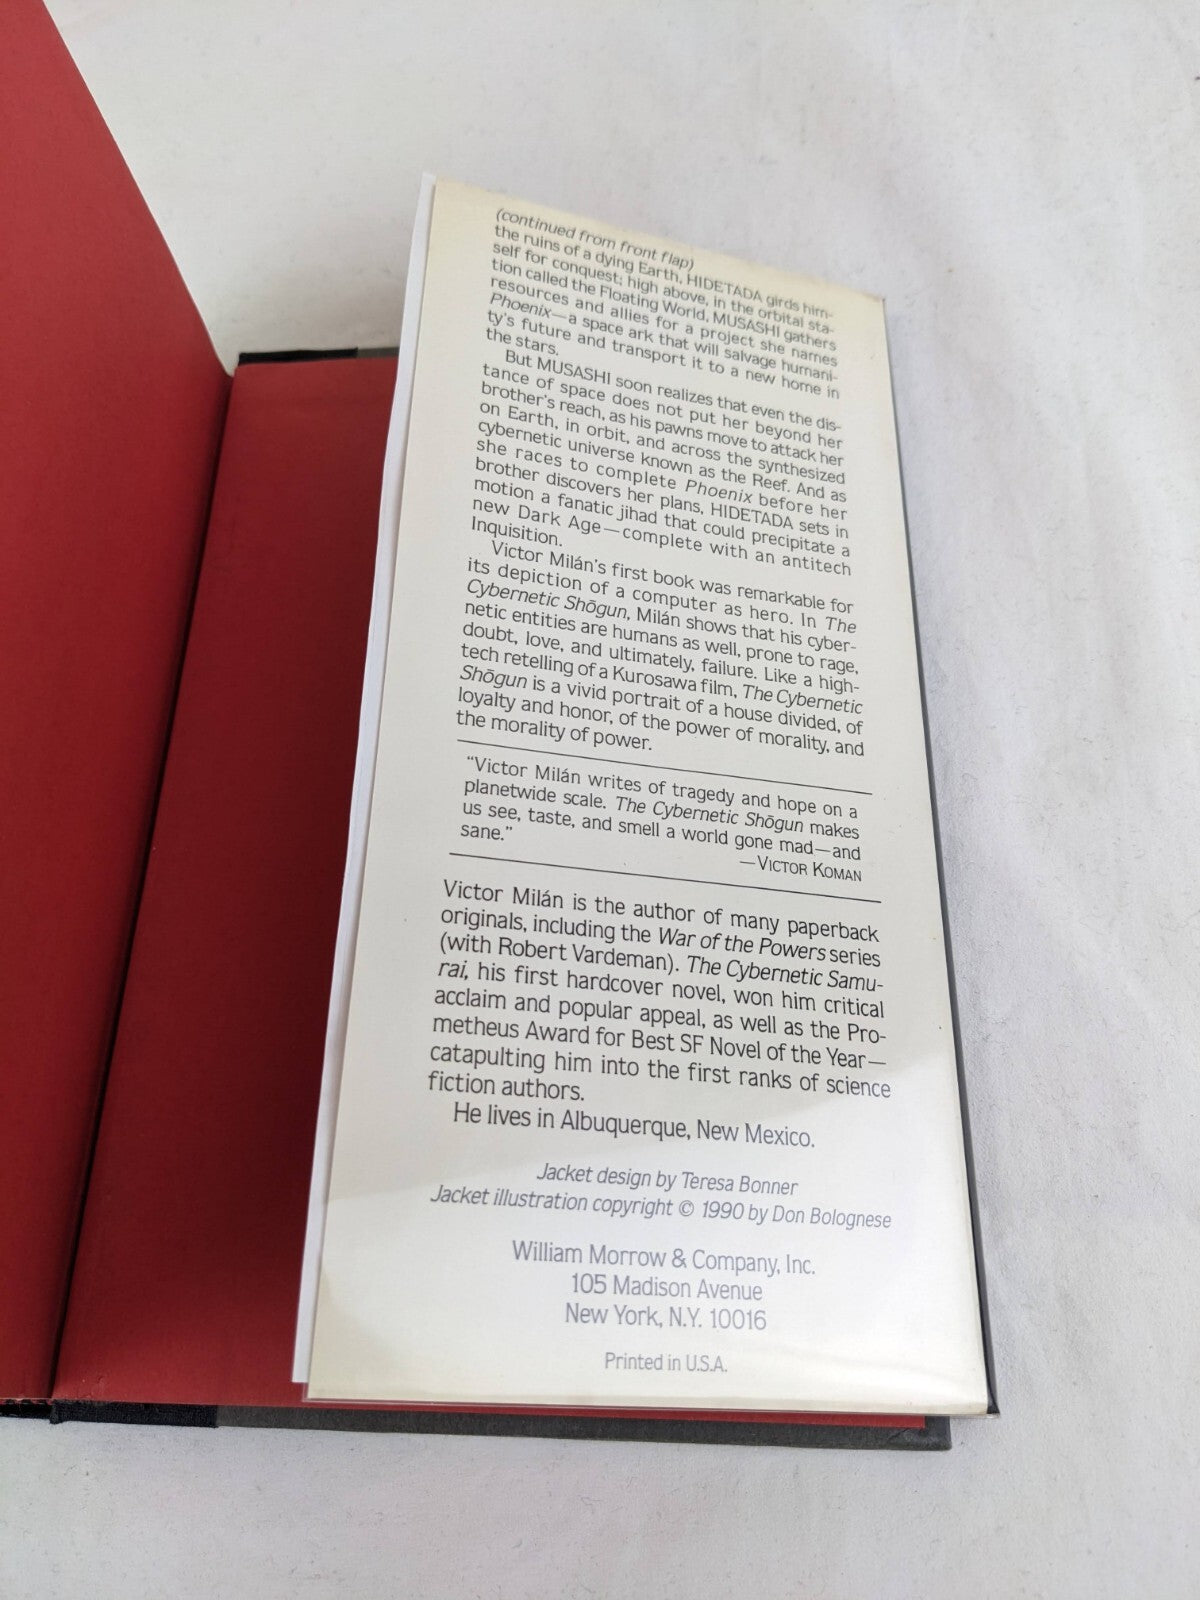 (continued from front flap)
the ruins of a dying Earth, HIDETADA girds him-
self for conquest; high above, in the orbital sta-
tion called the Floating World, MUSASHI gathers
resources and allies for a project she names
Phoenix—a space ark that will salvage humani-
ty's future and transport it to a new home in
the stars.
But MUSASHI soon realizes that even the dis-
tance of space does not put her beyond her
brother's reach, as his pawns move to attack her
on Earth, in orbit, and across the synthesized
cybernetic universe known as the Reef. And as
she races to complete Phoenix before her
brother discovers her plans, HIDETADA sets in
motion a fanatic jihad that could precipitate a
new Dark Age—complete with an antitech
Inquisition.
Victor Milán's first book was remarkable for
its depiction of a computer as hero. In The
Cybernetic Shōgun, Milán shows that his cyber-
netic entities are humans as well, prone to rage,
doubt, love, and ultimately, failure. Like a high-
tech retelling of a Kurosawa film, The Cybernetic
Shōgun is a vivid portrait of a house divided, of
loyalty and honor, of the power of morality, and
the morality of power.
"Victor Milán writes of tragedy and hope on a
planetwide scale. The Cybernetic Shōgun makes
us see, taste, and smell a world gone mad—and
sane."
—VICTOR KOMAN
Victor Milán is the author of many paperback
originals, including the War of the Powers series
(with Robert Vardeman). The Cybernetic Samu-
rai, his first hardcover novel, won him critical
acclaim and popular appeal, as well as the Pro-
metheus Award for Best SF Novel of the Year—
catapulting him into the first ranks of science
fiction authors.
He lives in Albuquerque, New Mexico.
Jacket design by Teresa Bonner
Jacket illustration copyright © 1990 by Don Bolognese
William Morrow & Company, Inc.
105 Madison Avenue
New York, N.Y. 10016
Printed in U.S.A.